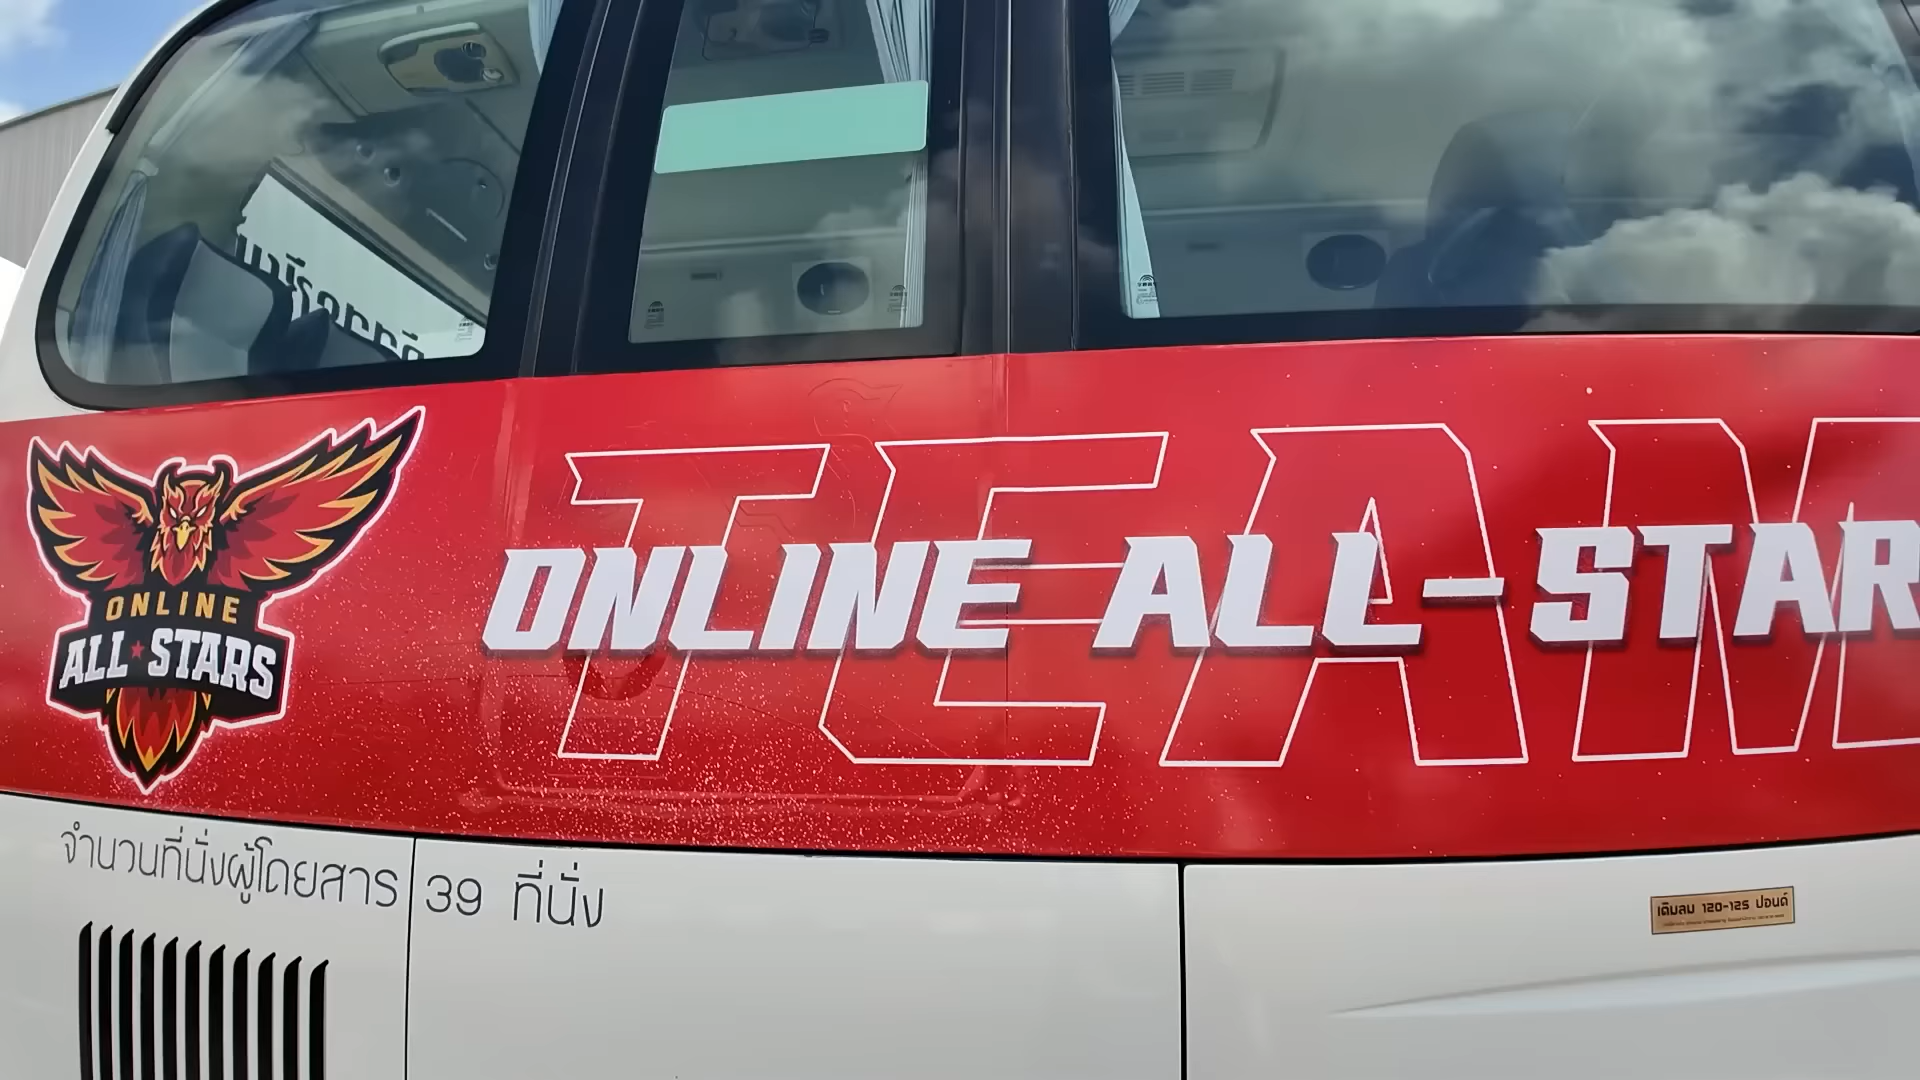 TEAM
ONLINE ALL-STAR
ONLINE
ALL★STARS
จำนวนที่นั่งผู้โดยสาร 39 ที่นั่ง
เติมลม 120-125 ปอนด์